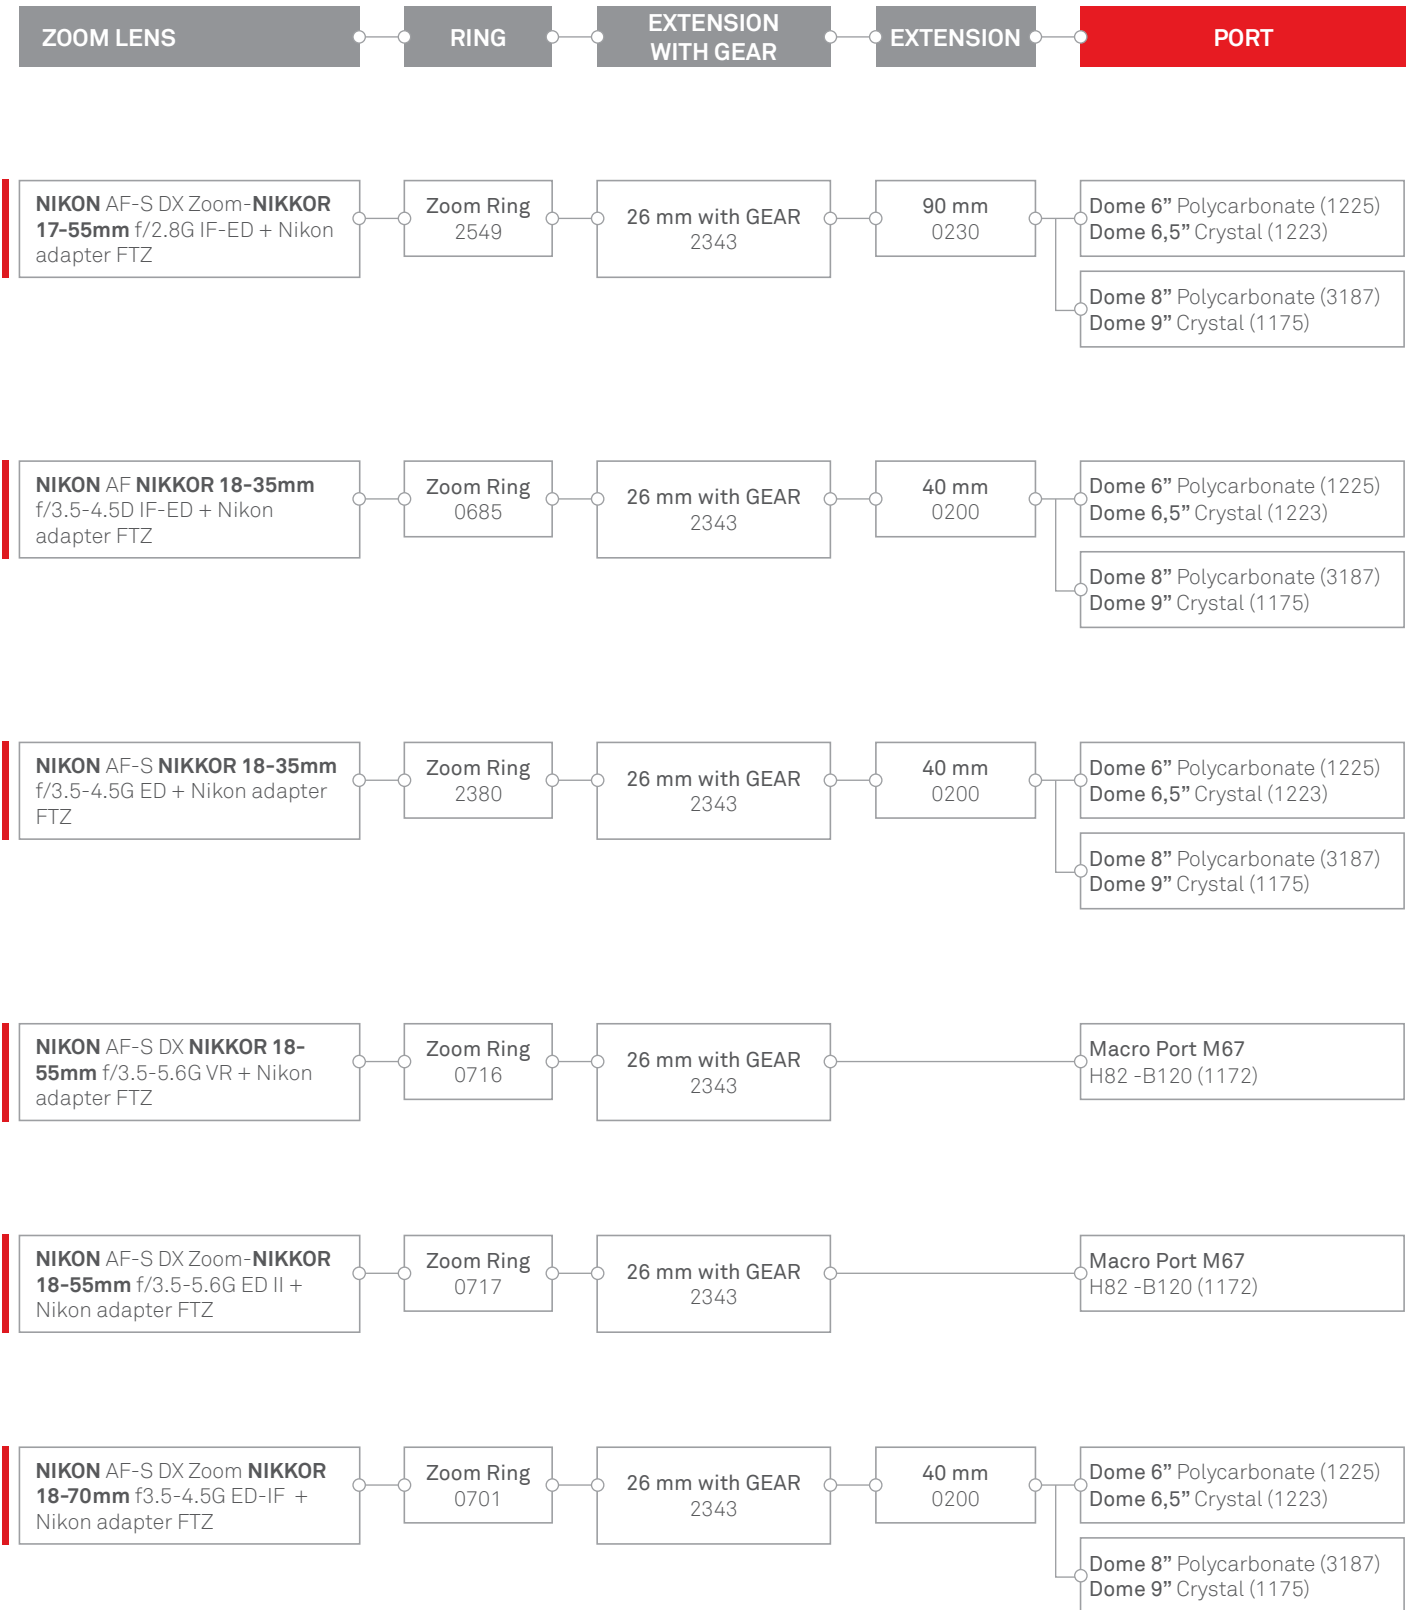 ZOOM LENS
RING
EXTENSION
WITH GEAR
EXTENSION
PORT
NIKON AF-S DX Zoom-NIKKOR
17-55mm f/2.8G IF-ED + Nikon
adapter FTZ
Zoom Ring
2549
26 mm with GEAR
2343
90 mm
0230
Dome 6” Polycarbonate (1225)
Dome 6,5” Crystal (1223)
Dome 8” Polycarbonate (3187)
Dome 9” Crystal (1175)
NIKON AF NIKKOR 18-35mm
f/3.5-4.5D IF-ED + Nikon
adapter FTZ
Zoom Ring
0685
26 mm with GEAR
2343
40 mm
0200
Dome 6” Polycarbonate (1225)
Dome 6,5” Crystal (1223)
Dome 8” Polycarbonate (3187)
Dome 9” Crystal (1175)
NIKON AF-S NIKKOR 18-35mm
f/3.5-4.5G ED + Nikon adapter
FTZ
Zoom Ring
2380
26 mm with GEAR
2343
40 mm
0200
Dome 6” Polycarbonate (1225)
Dome 6,5” Crystal (1223)
Dome 8” Polycarbonate (3187)
Dome 9” Crystal (1175)
NIKON AF-S DX NIKKOR 18-
55mm f/3.5-5.6G VR + Nikon
adapter FTZ
Zoom Ring
0716
26 mm with GEAR
2343
Macro Port M67
H82 -B120 (1172)
NIKON AF-S DX Zoom-NIKKOR
18-55mm f/3.5-5.6G ED II +
Nikon adapter FTZ
Zoom Ring
0717
26 mm with GEAR
2343
Macro Port M67
H82 -B120 (1172)
NIKON AF-S DX Zoom NIKKOR
18-70mm f3.5-4.5G ED-IF +
Nikon adapter FTZ
Zoom Ring
0701
26 mm with GEAR
2343
40 mm
0200
Dome 6” Polycarbonate (1225)
Dome 6,5” Crystal (1223)
Dome 8” Polycarbonate (3187)
Dome 9” Crystal (1175)